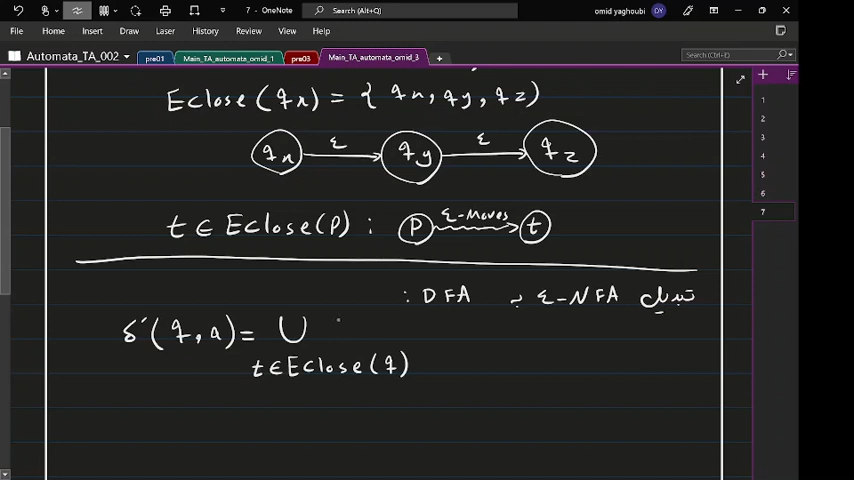 7 - OneNote
Search (Alt+Q)
omid yaghoubi OY
File Home Insert Draw Laser History Review View Help
Automata_TA_002 pre01 Main_TA_automata_omid_1 pre03 Main_TA_automata_omid_3 +
Search (Ctrl+E)
Eclose(qx) = {qx, qy, qz}
qx ε qy ε qz
t ∈ Eclose(P) : P ε-Moves t
تبدیل ε-NFA به DFA :
δ'(q, a) = ∪
t∈Eclose(q)
1
2
3
4
5
6
7